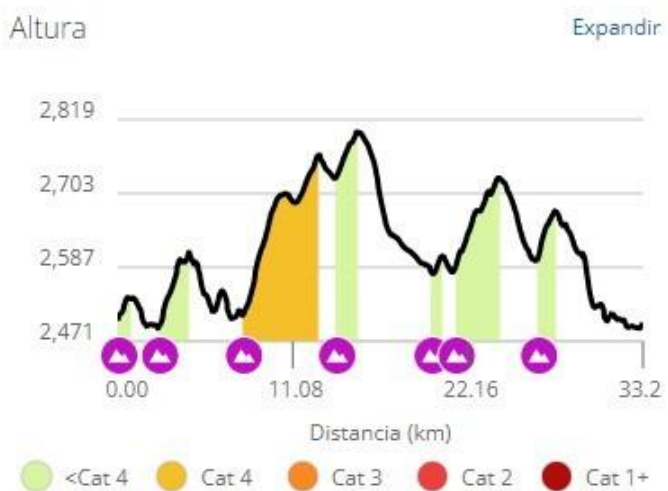 Altura Expandir
2,819
2,703
2,587
2,471
0.00 11.08 22.16 33.2
Distancia (km)
<Cat 4 Cat 4 Cat 3 Cat 2 Cat 1+